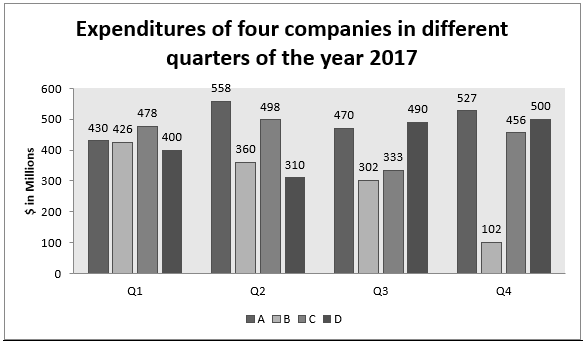 Expenditures of four companies in different
quarters of the year 2017
$ in Millions
600
500
400
300
200
100
0
430 426 478 400
558 360 498 310
470 302 333 490
527 102 456 500
Q1 Q2 Q3 Q4
A B C D